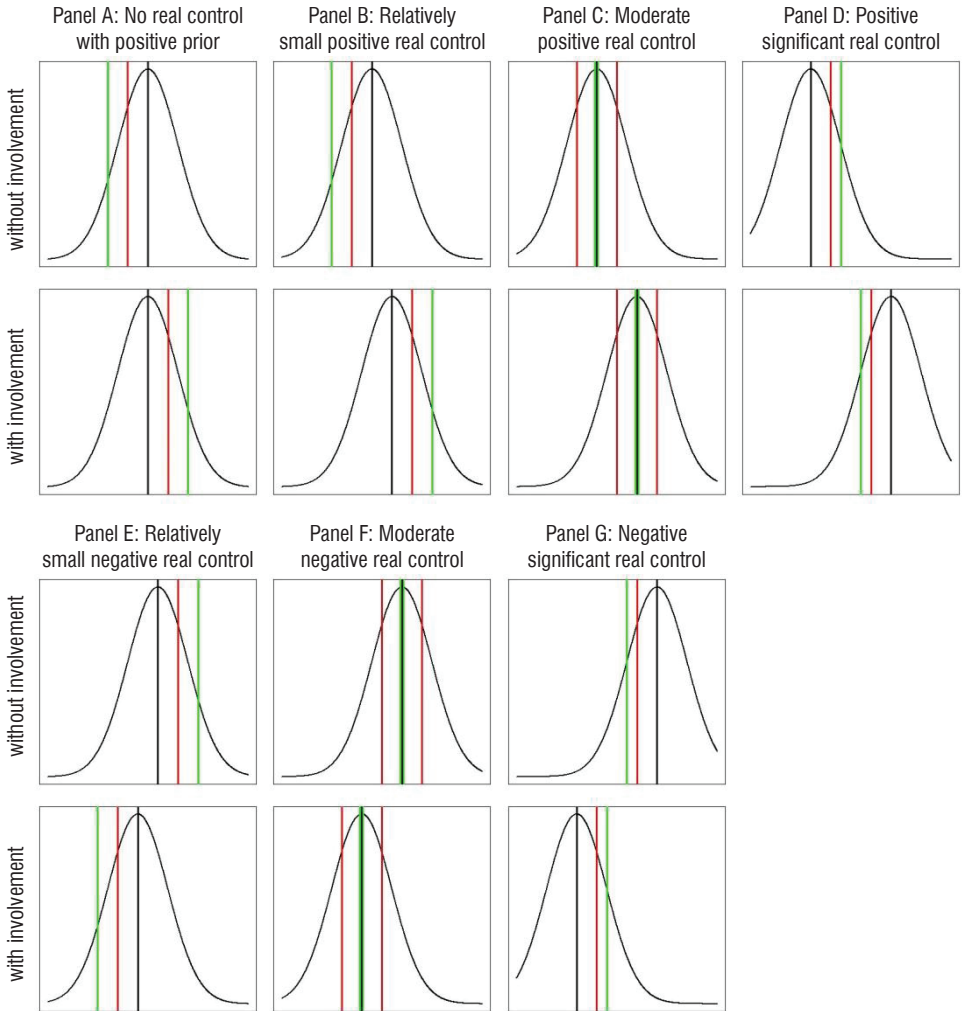 Panel A: No real control
with positive prior
Panel B: Relatively
small positive real control
Panel C: Moderate
positive real control
Panel D: Positive
significant real control
without involvement
with involvement
Panel E: Relatively
small negative real control
Panel F: Moderate
negative real control
Panel G: Negative
significant real control
without involvement
with involvement